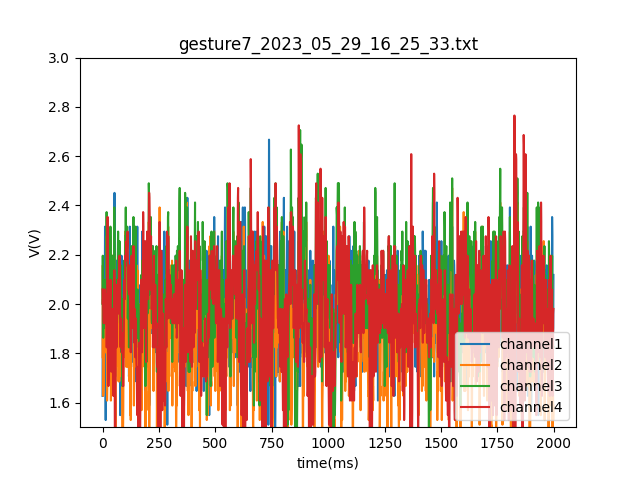 gesture7_2023_05_29_16_25_33.txt
3.0
2.8
2.6
2.4
2.2
2.0
1.8
1.6
V(V)
channel1
channel2
channel3
channel4
0 250 500 750 1000 1250 1500 1750 2000
time(ms)